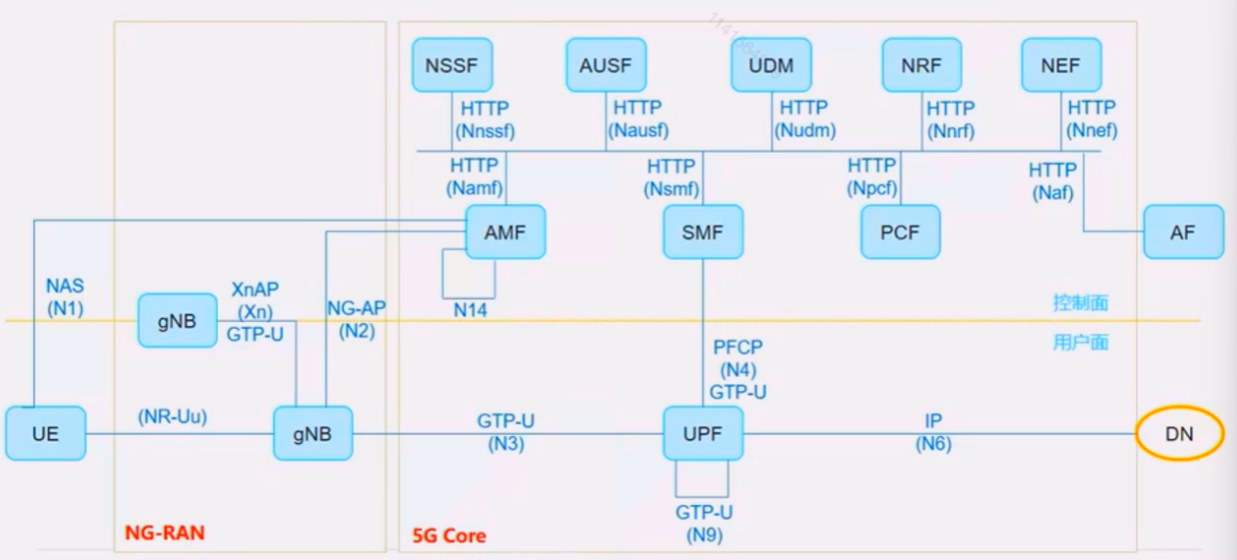 NSSF
AUSF
UDM
NRF
NEF
HTTP
(Nnssf)
HTTP
(Nausf)
HTTP
(Nudm)
HTTP
(Nnrf)
HTTP
(Nnef)
HTTP
(Namf)
HTTP
(Nsmf)
HTTP
(Npcf)
HTTP
(Naf)
AMF
SMF
PCF
AF
NAS
(N1)
gNB
XnAP
(Xn)
GTP-U
NG-AP
(N2)
N14
控制面
用户面
PFCP
(N4)
GTP-U
UE
(NR-Uu)
gNB
GTP-U
(N3)
UPF
IP
(N6)
DN
GTP-U
(N9)
NG-RAN
5G Core